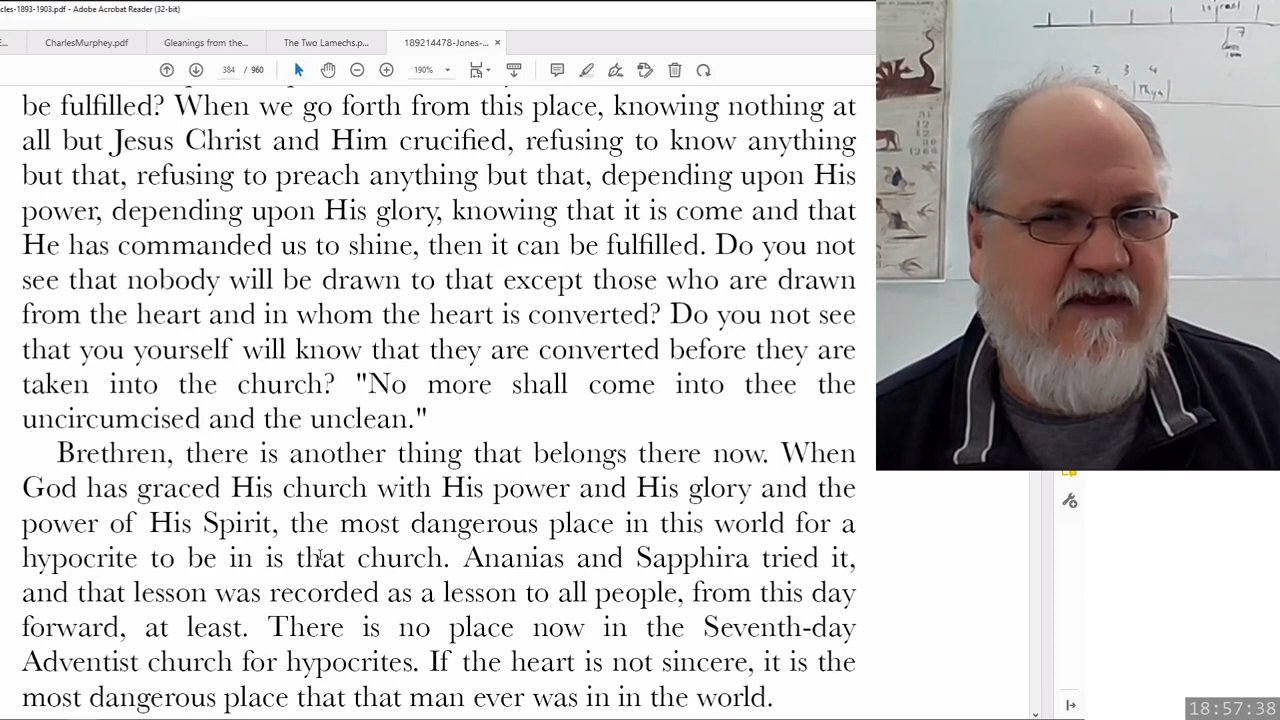 cles-1893-1903.pdf - Adobe Acrobat Reader (32-bit)
E... CharlesMurphey.pdf Gleanings from the... The Two Lamechs.p... 189214478-Jones-... ×
384 / 960 190%
be fulfilled? When we go forth from this place, knowing nothing at
all but Jesus Christ and Him crucified, refusing to know anything
but that, refusing to preach anything but that, depending upon His
power, depending upon His glory, knowing that it is come and that
He has commanded us to shine, then it can be fulfilled. Do you not
see that nobody will be drawn to that except those who are drawn
from the heart and in whom the heart is converted? Do you not see
that you yourself will know that they are converted before they are
taken into the church? "No more shall come into thee the
uncircumcised and the unclean."
Brethren, there is another thing that belongs there now. When
God has graced His church with His power and His glory and the
power of His Spirit, the most dangerous place in this world for a
hypocrite to be in is that church. Ananias and Sapphira tried it,
and that lesson was recorded as a lesson to all people, from this day
forward, at least. There is no place now in the Seventh-day
Adventist church for hypocrites. If the heart is not sincere, it is the
most dangerous place that that man ever was in in the world.
7
1 2 3 4
Thya
31
12
12
30
1260
18:57:38